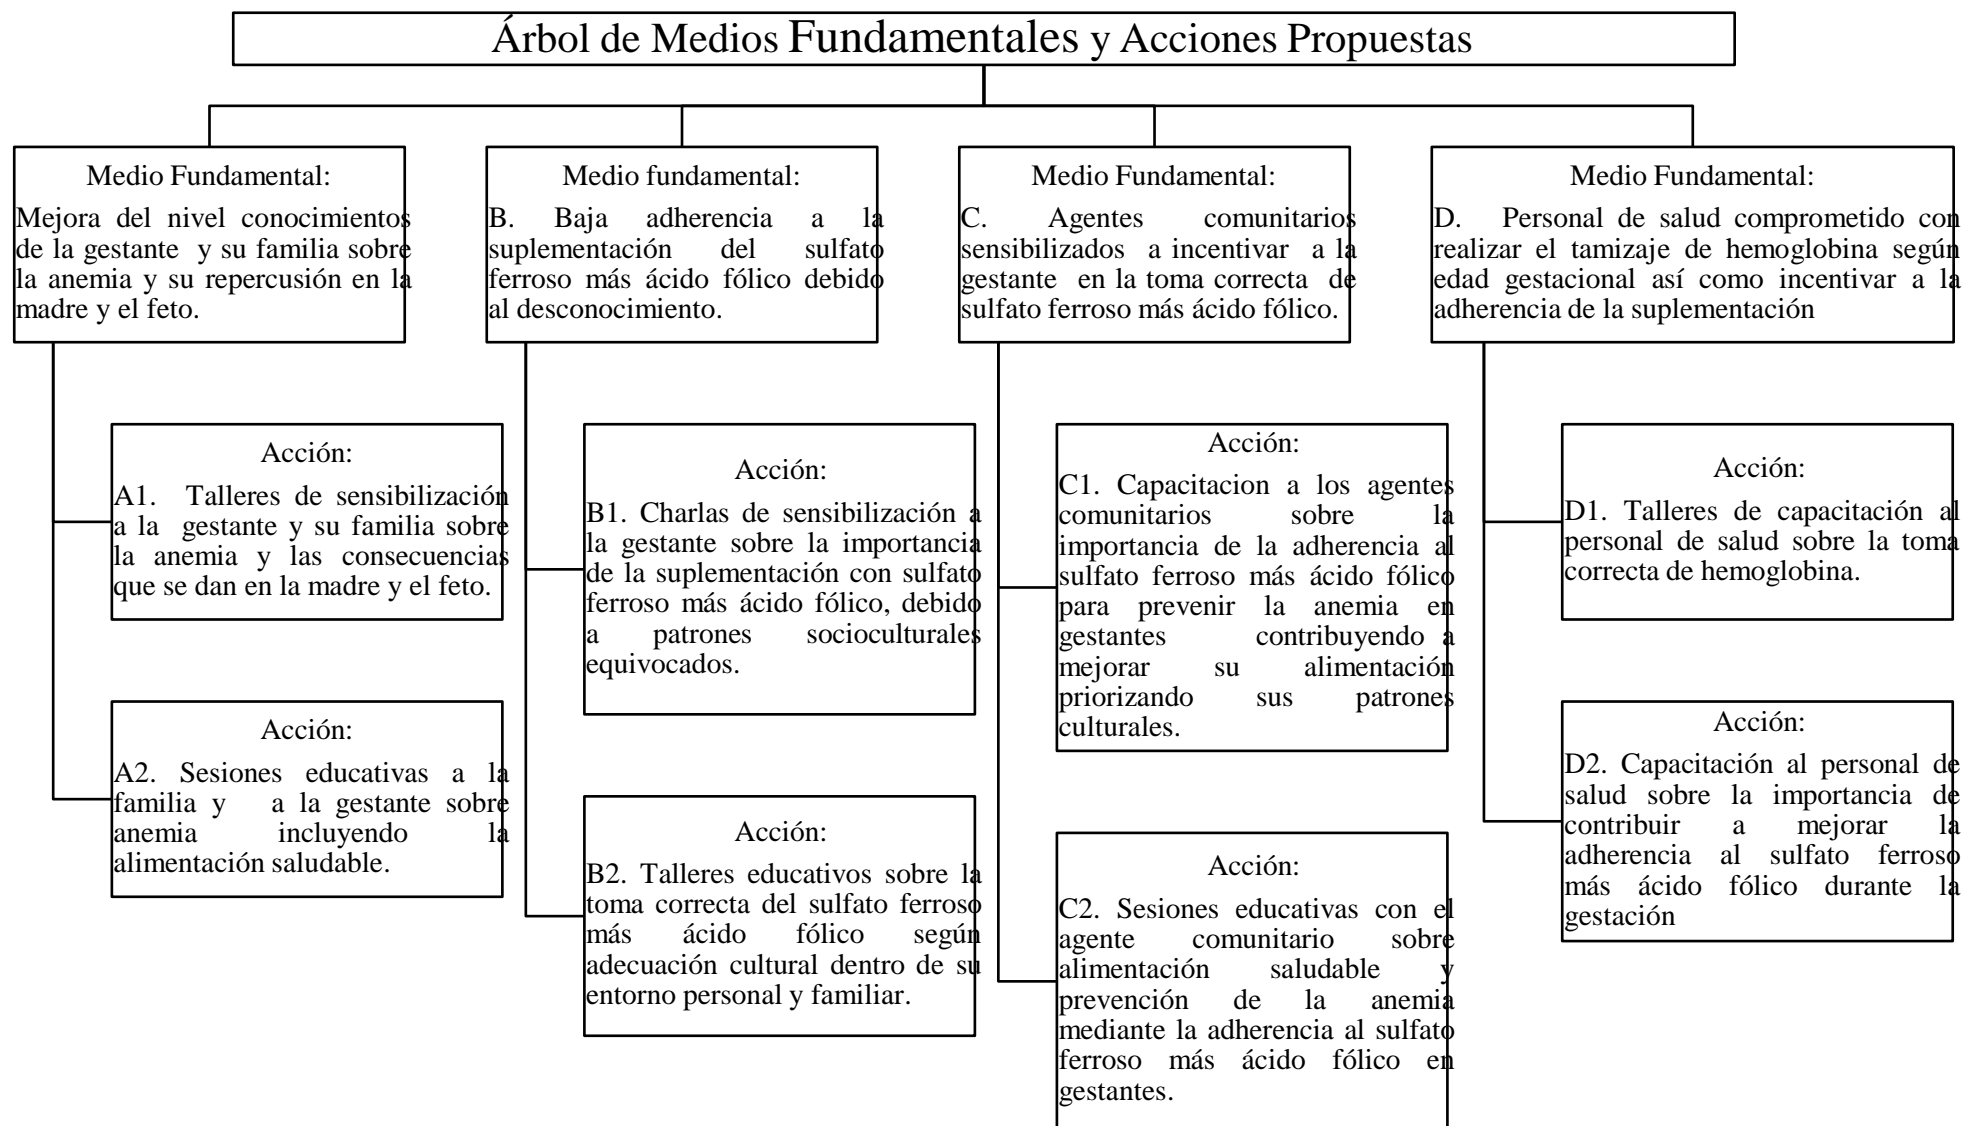 Árbol de Medios Fundamentales y Acciones Propuestas
Medio Fundamental:
Mejora del nivel conocimientos
de la gestante y su familia sobre
la anemia y su repercusión en la
madre y el feto.
Acción:
A1. Talleres de sensibilización
a la gestante y su familia sobre
la anemia y las consecuencias
que se dan en la madre y el feto.
Acción:
A2. Sesiones educativas a la
familia y a la gestante sobre
anemia incluyendo la
alimentación saludable.
Medio fundamental:
B. Baja adherencia a la
suplementación del sulfato
ferroso más ácido fólico debido
al desconocimiento.
Acción:
B1. Charlas de sensibilización a
la gestante sobre la importancia
de la suplementación con sulfato
ferroso más ácido fólico, debido
a patrones socioculturales
equivocados.
Acción:
B2. Talleres educativos sobre la
toma correcta del sulfato ferroso
más ácido fólico según
adecuación cultural dentro de su
entorno personal y familiar.
Medio Fundamental:
C. Agentes comunitarios
sensibilizados a incentivar a la
gestante en la toma correcta de
sulfato ferroso más ácido fólico.
Acción:
C1. Capacitacion a los agentes
comunitarios sobre la
importancia de la adherencia al
sulfato ferroso más ácido fólico
para prevenir la anemia en
gestantes contribuyendo a
mejorar su alimentación
priorizando sus patrones
culturales.
Acción:
C2. Sesiones educativas con el
agente comunitario sobre
alimentación saludable y
prevención de la anemia
mediante la adherencia al sulfato
ferroso más ácido fólico en
gestantes.
Medio Fundamental:
D. Personal de salud comprometido con
realizar el tamizaje de hemoglobina según
edad gestacional así como incentivar a la
adherencia de la suplementación
Acción:
D1. Talleres de capacitación al
personal de salud sobre la toma
correcta de hemoglobina.
Acción:
D2. Capacitación al personal de
salud sobre la importancia de
contribuir a mejorar la
adherencia al sulfato ferroso
más ácido fólico durante la
gestación